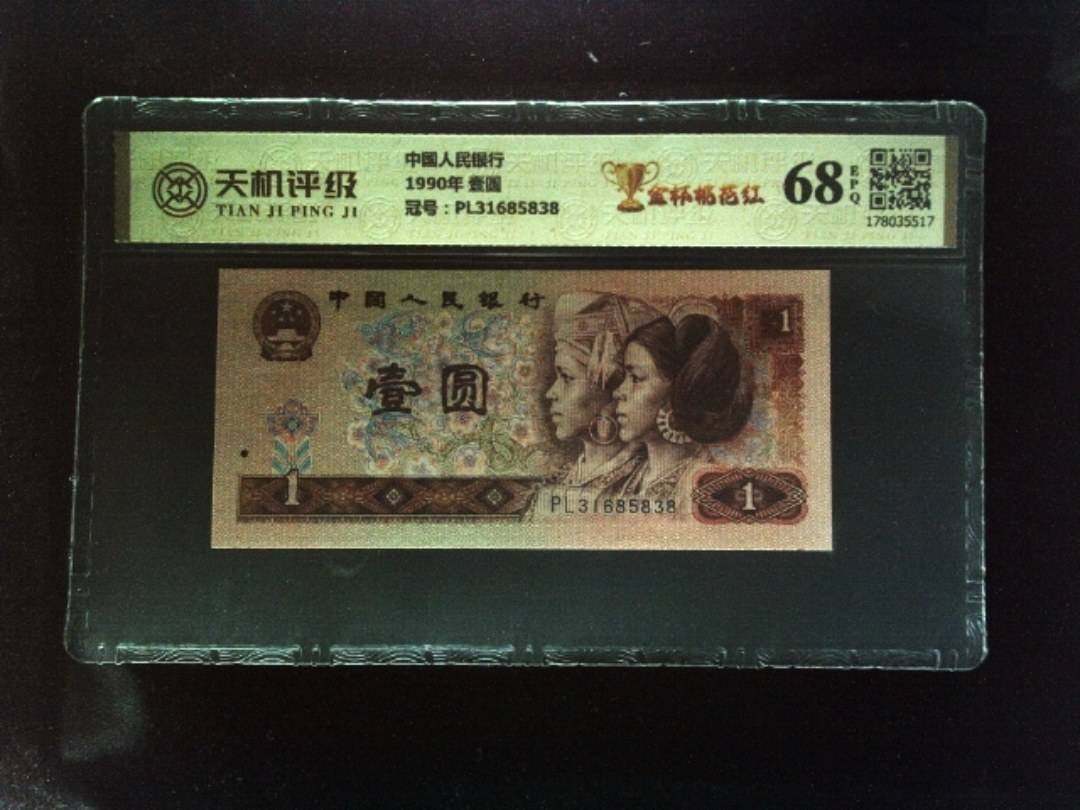 天机评级
TIAN JI PING JI
中国人民银行
1990年 壹圆
冠号：PL31685838
金杯桃花红
68
EPQ
178035517
中国人民银行
1
壹圆
1
PL31685838
1